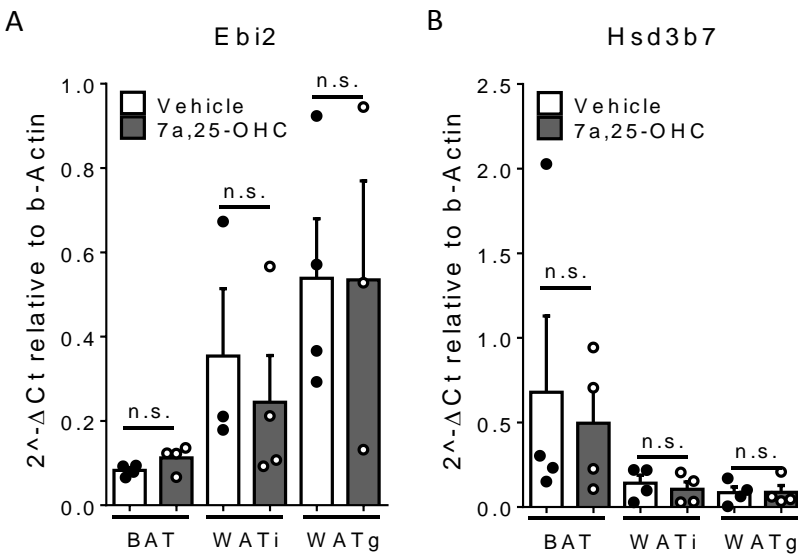 A
Ebi2
2^-ΔCt relative to b-Actin
1.0
0.8
0.6
0.4
0.2
0.0
Vehicle
7a,25-OHC
n.s.
n.s.
n.s.
BAT
WATi
WATg
B
Hsd3b7
2^-ΔCt relative to b-Actin
2.5
2.0
1.5
1.0
0.5
0.0
Vehicle
7a,25-OHC
n.s.
n.s.
n.s.
BAT
WATi
WATg